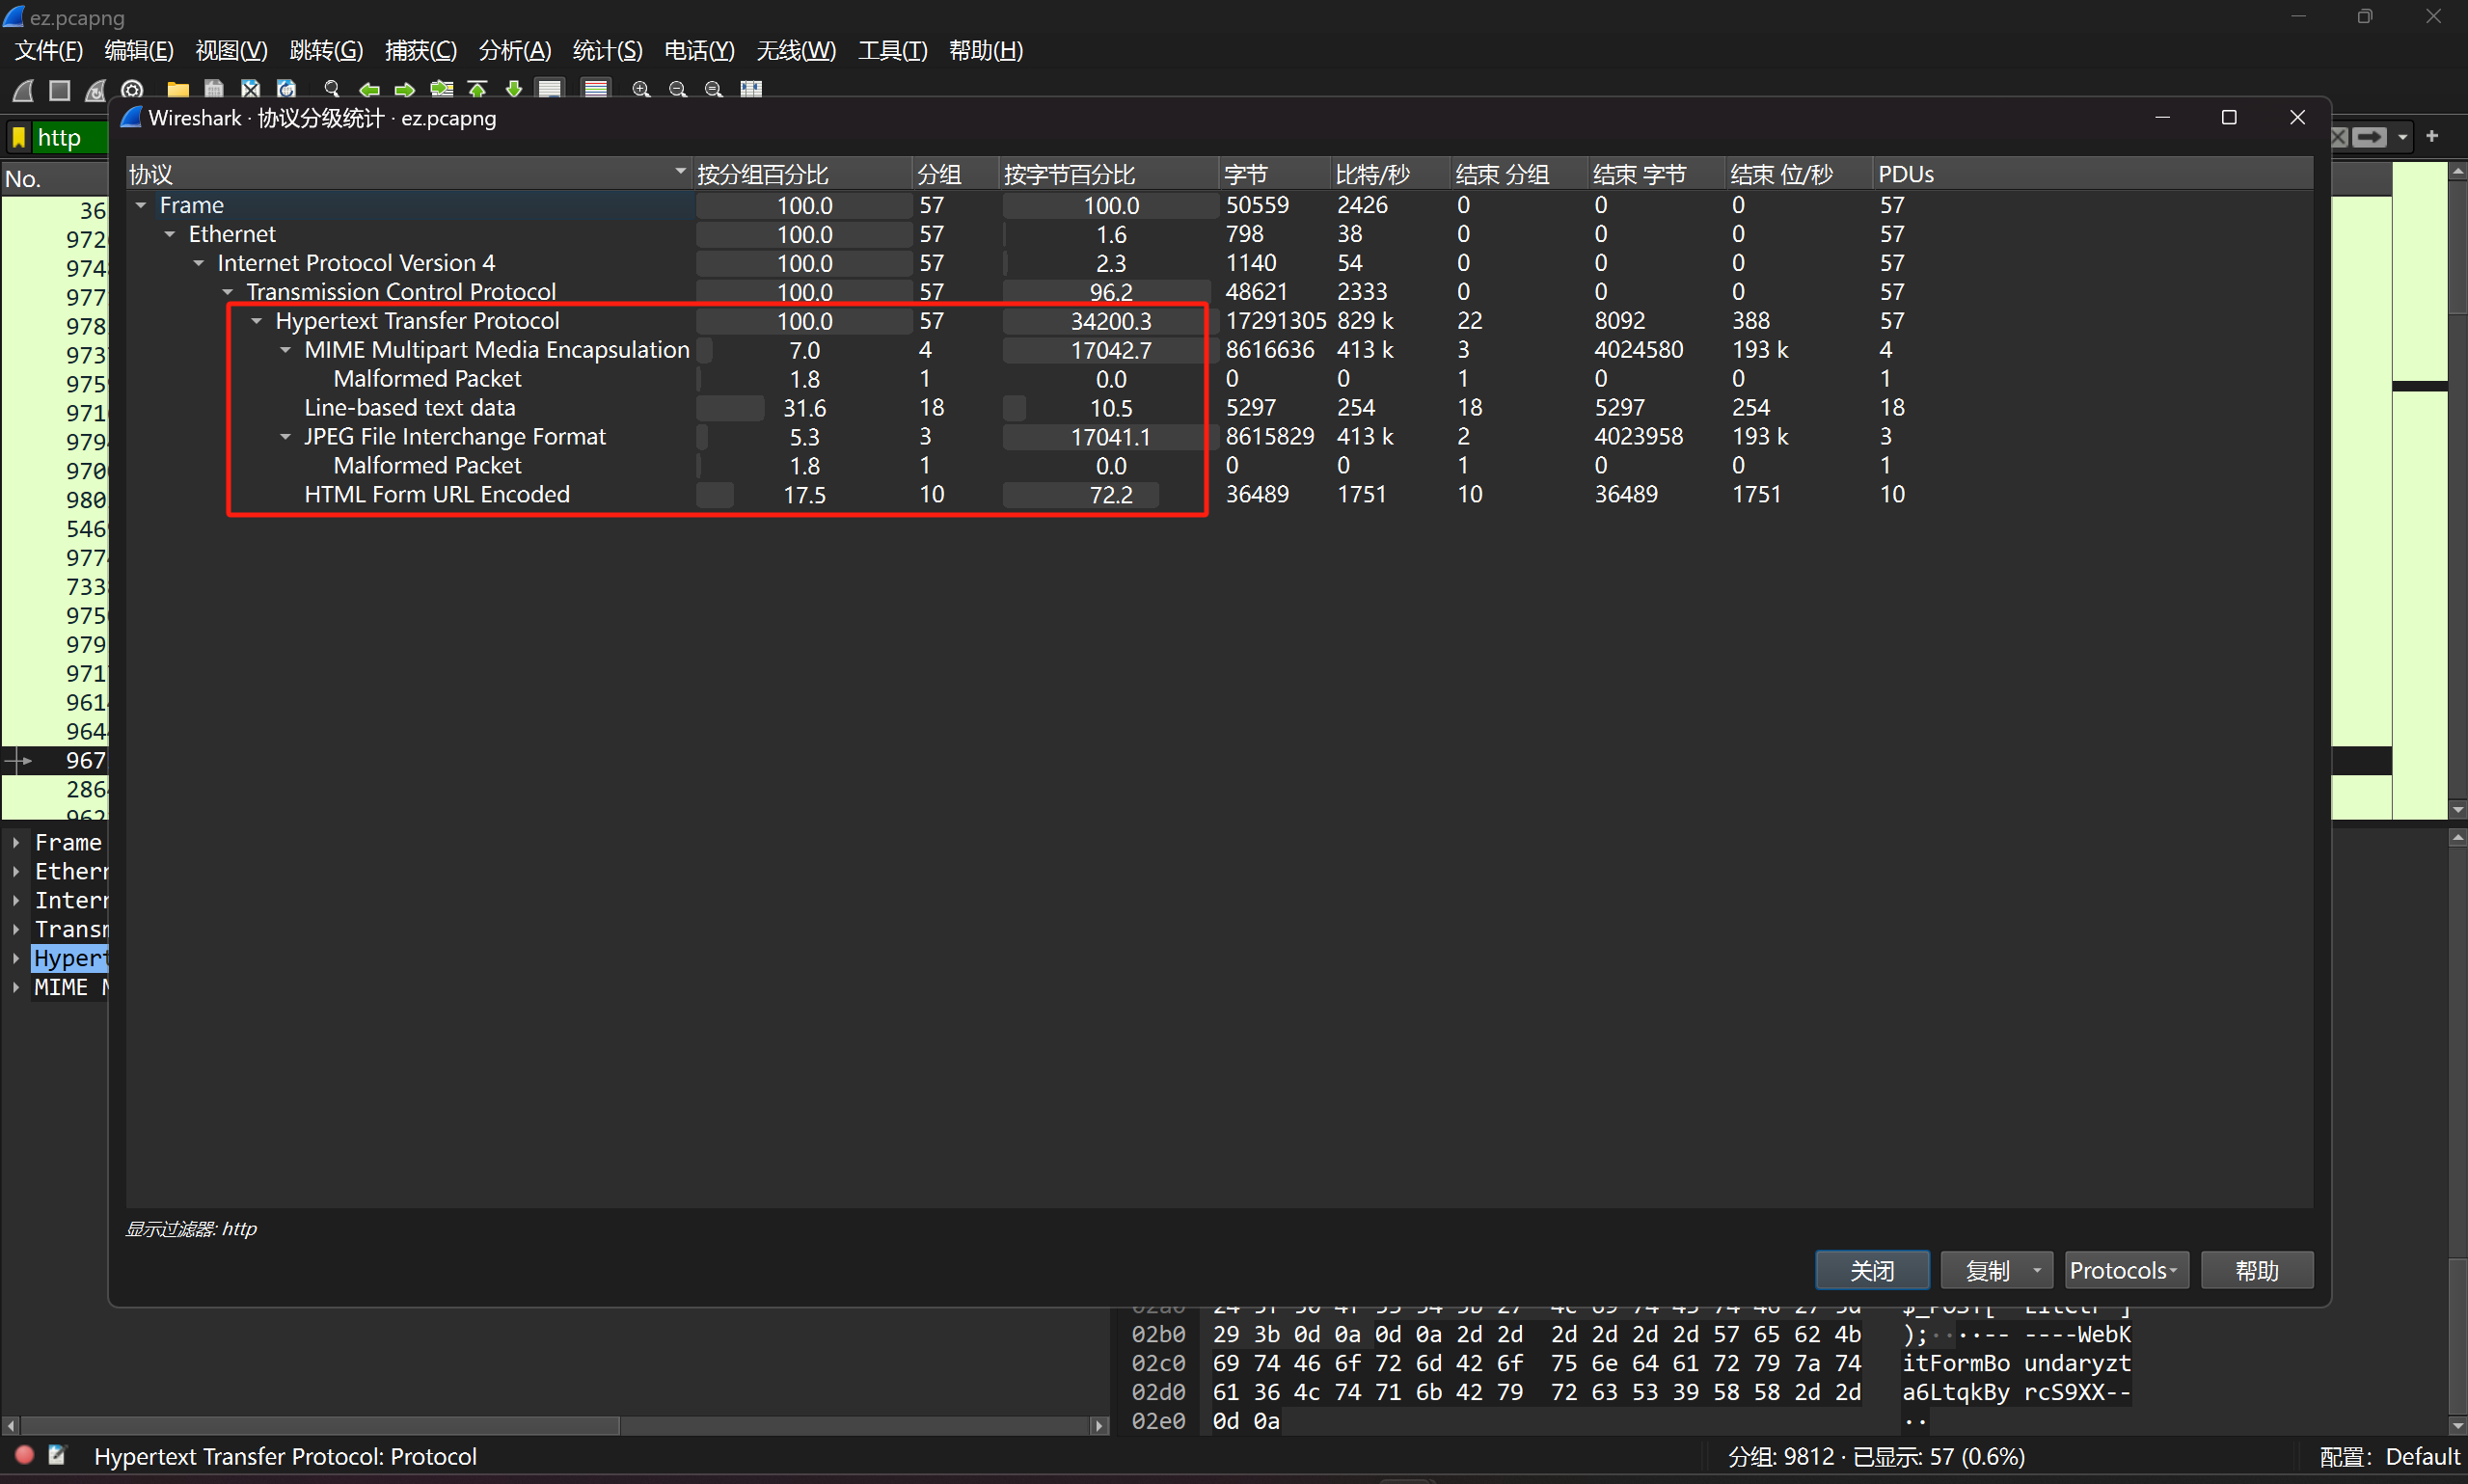 ez.pcapng
文件(F) 编辑(E) 视图(V) 跳转(G) 捕获(C) 分析(A) 统计(S) 电话(Y) 无线(W) 工具(T) 帮助(H)
Wireshark · 协议分级统计 · ez.pcapng
http
No.
协议 按分组百分比 分组 按字节百分比 字节 比特/秒 结束 分组 结束 字节 结束 位/秒 PDUs
Frame 100.0 57 100.0 50559 2426 0 0 0 57
Ethernet 100.0 57 1.6 798 38 0 0 0 57
Internet Protocol Version 4 100.0 57 2.3 1140 54 0 0 0 57
Transmission Control Protocol 100.0 57 96.2 48621 2333 0 0 0 57
Hypertext Transfer Protocol 100.0 57 34200.3 17291305 829 k 22 8092 388 57
MIME Multipart Media Encapsulation 7.0 4 17042.7 8616636 413 k 3 4024580 193 k 4
Malformed Packet 1.8 1 0.0 0 0 1 0 0 1
Line-based text data 31.6 18 10.5 5297 254 18 5297 254 18
JPEG File Interchange Format 5.3 3 17041.1 8615829 413 k 2 4023958 193 k 3
Malformed Packet 1.8 1 0.0 0 0 1 0 0 1
HTML Form URL Encoded 17.5 10 72.2 36489 1751 10 36489 1751 10
36
972
974
977
978
973
975
971
979
970
980
546
977
733
975
979
971
961
964
967
286
962
Frame
Ether
Inter
Trans
Hyper
MIME
显示过滤器: http
关闭 复制 Protocols 帮助
02b0 29 3b 0d 0a 0d 0a 2d 2d 2d 2d 2d 2d 57 65 62 4b );····-- ----WebK
02c0 69 74 46 6f 72 6d 42 6f 75 6e 64 61 72 79 7a 74 itFormBo undaryzt
02d0 61 36 4c 74 71 6b 42 79 72 63 53 39 58 58 2d 2d a6LtqkBy rcS9XX--
02e0 0d 0a ··
Hypertext Transfer Protocol: Protocol
分组: 9812 · 已显示: 57 (0.6%)
配置: Default